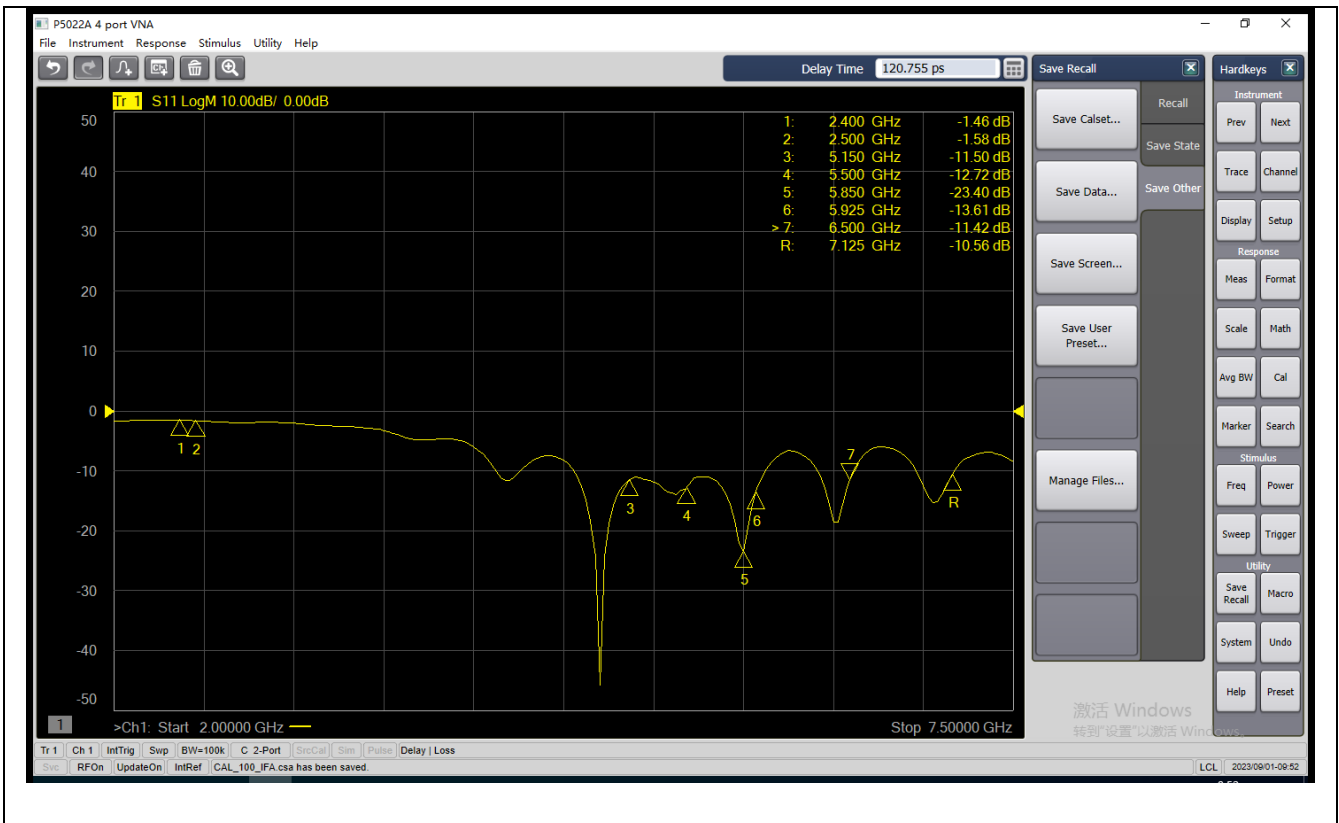 P5022A 4 port VNA
File Instrument Response Stimulus Utility Help
Delay Time 120.755 ps
Tr 1 S11 LogM 10.00dB/ 0.00dB
50
40
30
20
10
0
-10
-20
-30
-40
-50
1: 2.400 GHz -1.46 dB
2: 2.500 GHz -1.58 dB
3: 5.150 GHz -11.50 dB
4: 5.500 GHz -12.72 dB
5: 5.850 GHz -23.40 dB
6: 5.925 GHz -13.61 dB
> 7: 6.500 GHz -11.42 dB
R: 7.125 GHz -10.56 dB
1 2 3 4 5 6 7 R
1 >Ch1: Start 2.00000 GHz
Stop 7.50000 GHz
Save Recall
Save Calset...
Save Data...
Save Screen...
Save User
Preset...
Manage Files...
Recall
Save State
Save Other
Hardkeys
Instrument
Prev Next
Trace Channel
Display Setup
Response
Meas Format
Scale Math
Avg BW Cal
Marker Search
Stimulus
Freq Power
Sweep Trigger
Utility
Save
Recall Macro
System Undo
Help Preset
激活 Windows
转到"设置"以激活 Windows。
Tr 1 Ch 1 IntTrig Swp BW=100k C 2-Port SrcCal Sim Pulse Delay | Loss
Svc RFOn UpdateOn IntRef CAL_100_IFA.csa has been saved.
LCL 2023/09/01-09:52